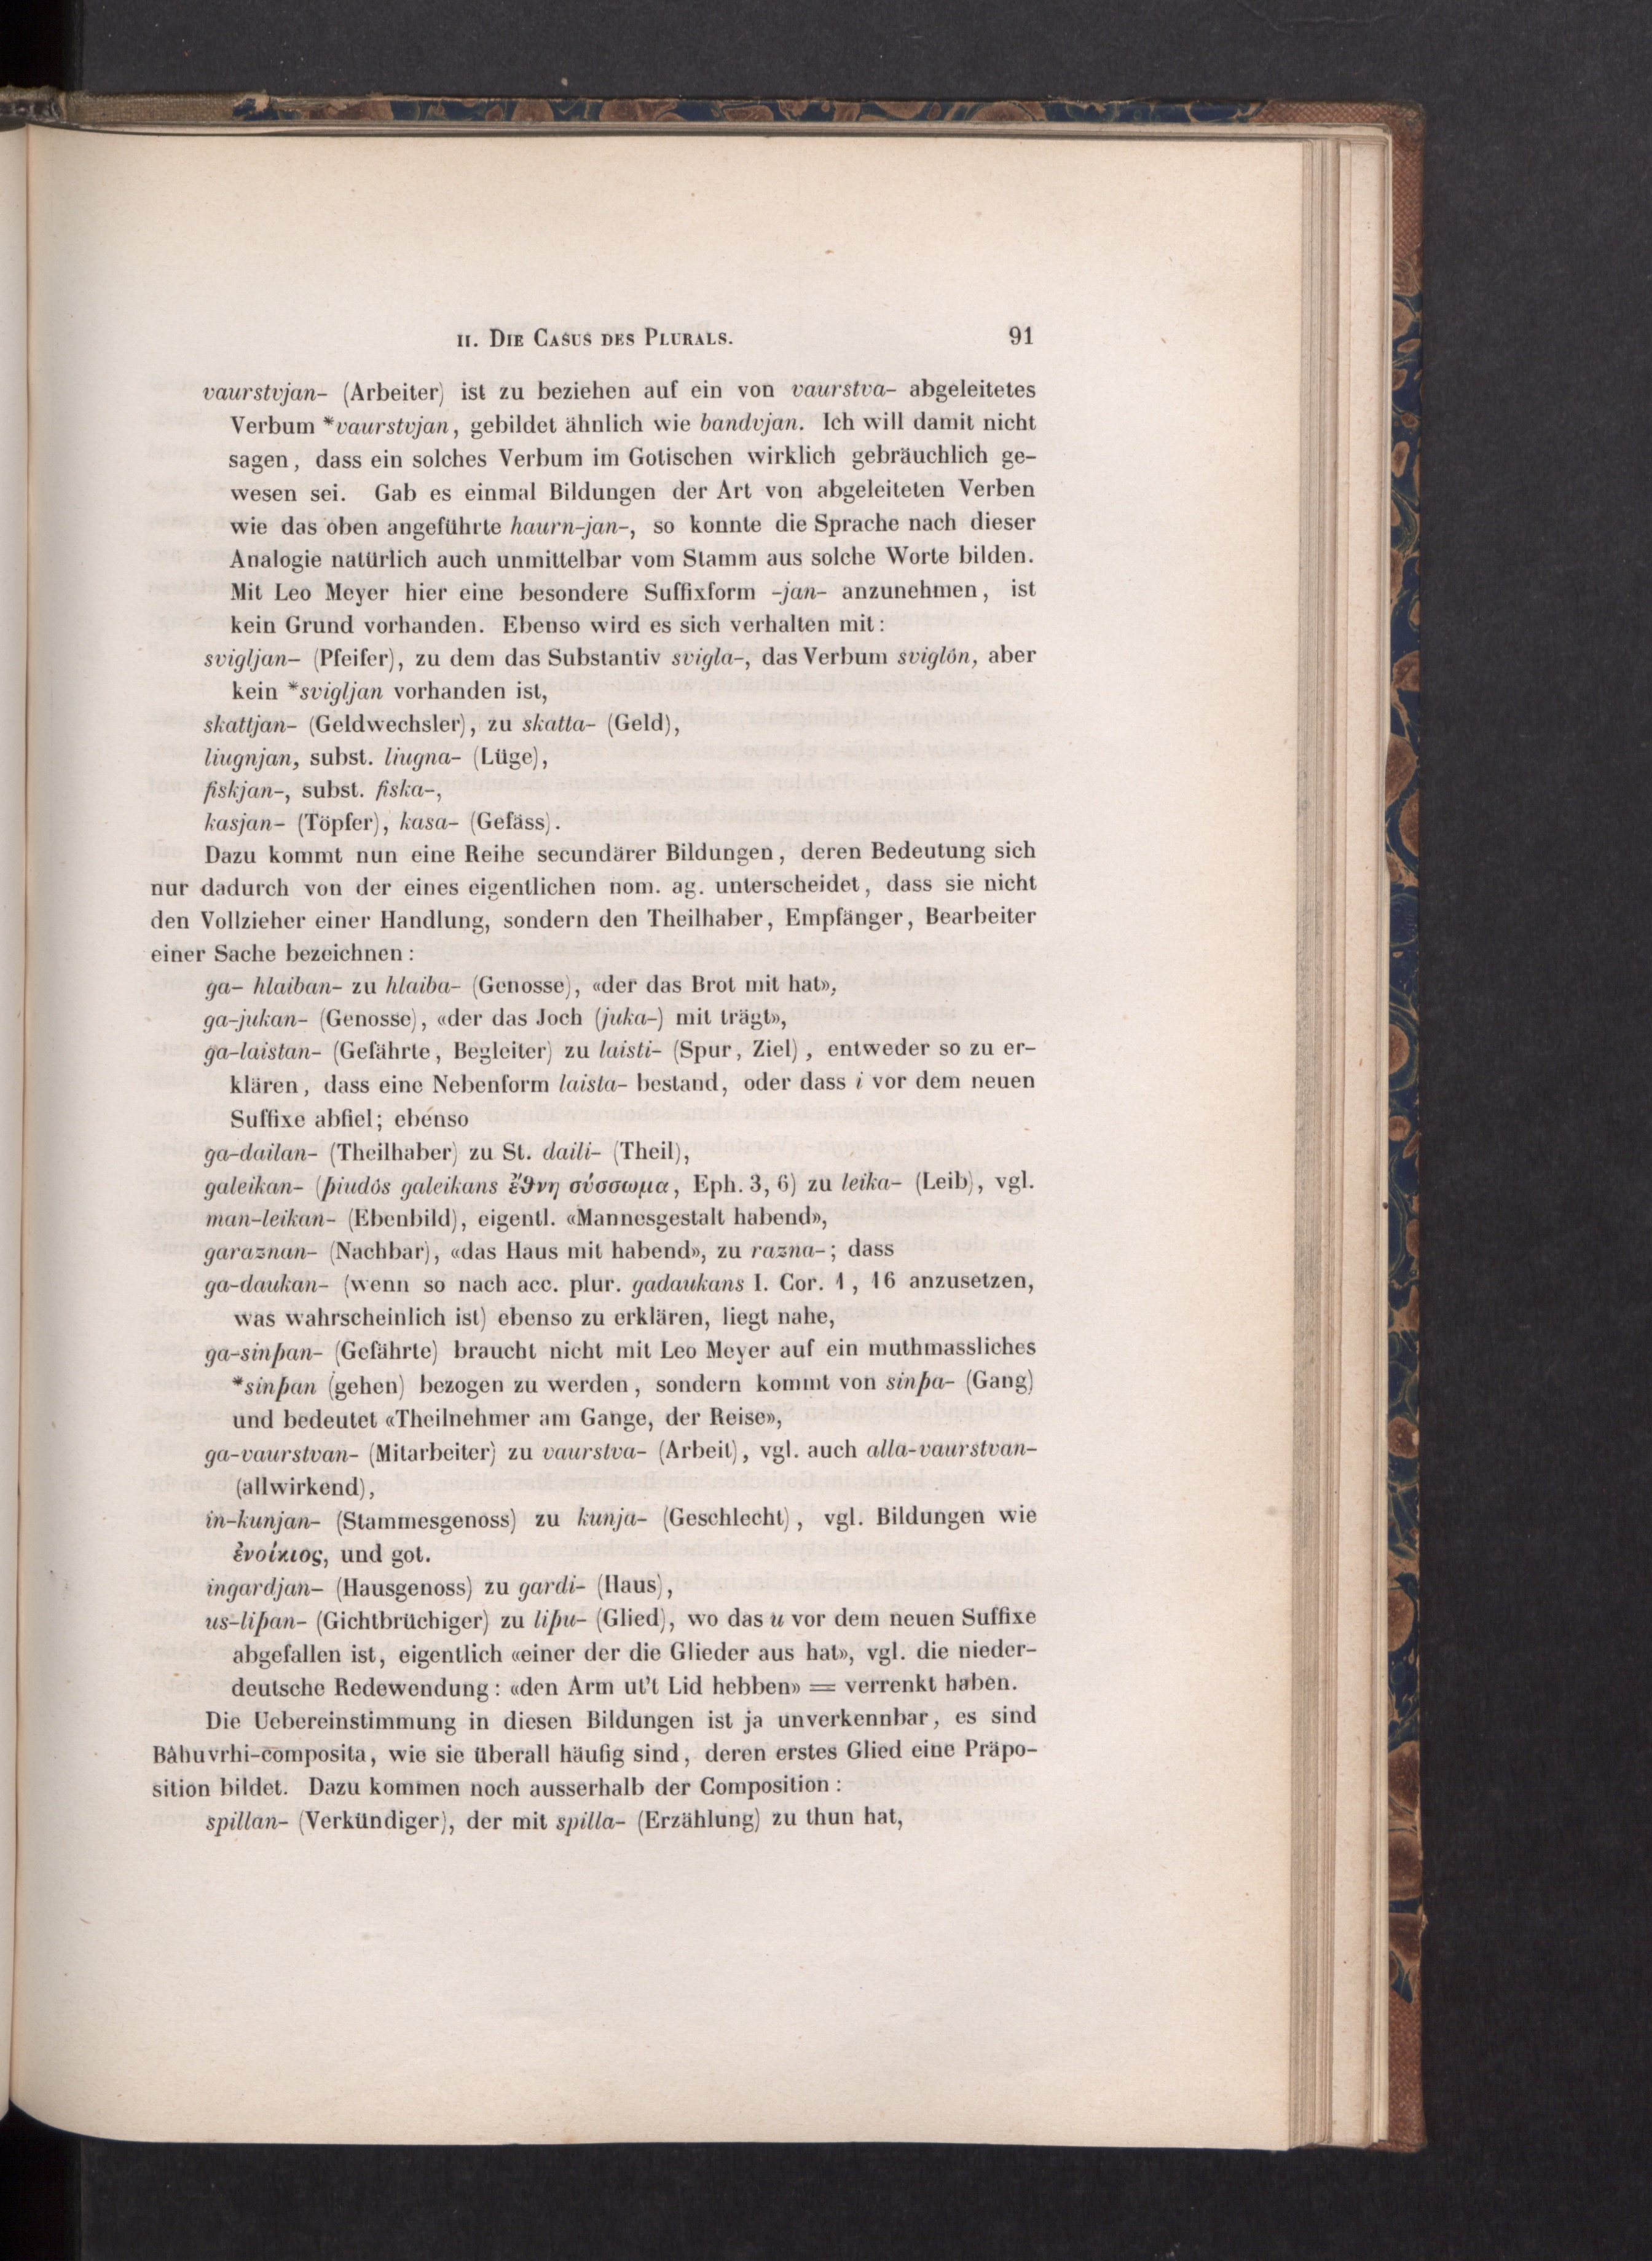 II. Die Casus des Plurals. 91
vaurstvjan- (Arbeiter) ist zu beziehen auf ein von vaurstva- abgeleitetes
Verbum *vaurstvjan, gebildet ähnlich wie bandvjan. Ich will damit nicht
sagen, dass ein solches Verbum im Gotischen wirklich gebräuchlich ge-
wesen sei. Gab es einmal Bildungen der Art von abgeleiteten Verben
wie das oben angeführte haurn-jan-, so konnte die Sprache nach dieser
Analogie natürlich auch unmittelbar vom Stamm aus solche Worte bilden.
Mit Leo Meyer hier eine besondere Suffixform -jan- anzunehmen, ist
kein Grund vorhanden. Ebenso wird es sich verhalten mit:
svigljan- (Pfeifer), zu dem das Substantiv svigla-, das Verbum sviglôn, aber
kein *svigljan vorhanden ist,
skattjan- (Geldwechsler), zu skatta- (Geld),
liugnjan, subst. liugna- (Lüge),
fiskjan-, subst. fiska-,
kasjan- (Töpfer), kasa- (Gefäss).
Dazu kommt nun eine Reihe secundärer Bildungen, deren Bedeutung sich
nur dadurch von der eines eigentlichen nom. ag. unterscheidet, dass sie nicht
den Vollzieher einer Handlung, sondern den Theilhaber, Empfänger, Bearbeiter
einer Sache bezeichnen:
ga- hlaiban- zu hlaiba- (Genosse), «der das Brot mit hat»,
ga-jukan- (Genosse), «der das Joch (juka-) mit trägt»,
ga-laistan- (Gefährte, Begleiter) zu laisti- (Spur, Ziel), entweder so zu er-
klären, dass eine Nebenform laista- bestand, oder dass i vor dem neuen
Suffixe abfiel; ebenso
ga-dailan- (Theilhaber) zu St. daili- (Theil),
galeikan- (þiudôs galeikans ἔϑνη σύσσωμα, Eph. 3, 6) zu leika- (Leib), vgl.
man-leikan- (Ebenbild), eigentl. «Mannesgestalt habend»,
garaznan- (Nachbar), «das Haus mit habend», zu razna-; dass
ga-daukan- (wenn so nach acc. plur. gadaukans I. Cor. 1, 16 anzusetzen,
was wahrscheinlich ist) ebenso zu erklären, liegt nahe,
ga-sinþan- (Gefährte) braucht nicht mit Leo Meyer auf ein muthmassliches
*sinþan (gehen) bezogen zu werden, sondern kommt von sinþa- (Gang)
und bedeutet «Theilnehmer am Gange, der Reise»,
ga-vaurstvan- (Mitarbeiter) zu vaurstva- (Arbeit), vgl. auch alla-vaurstvan-
(allwirkend),
in-kunjan- (Stammesgenoss) zu kunja- (Geschlecht), vgl. Bildungen wie
ἐνοίκιος, und got.
ingardjan- (Hausgenoss) zu gardi- (Haus),
us-liþan- (Gichtbrüchiger) zu liþu- (Glied), wo das u vor dem neuen Suffixe
abgefallen ist, eigentlich «einer der die Glieder aus hat», vgl. die nieder-
deutsche Redewendung: «den Arm ut't Lid hebben» = verrenkt haben.
Die Uebereinstimmung in diesen Bildungen ist ja unverkennbar, es sind
Bâhuvrhi-composita, wie sie überall häufig sind, deren erstes Glied eine Präpo-
sition bildet. Dazu kommen noch ausserhalb der Composition:
spillan- (Verkündiger), der mit spilla- (Erzählung) zu thun hat,